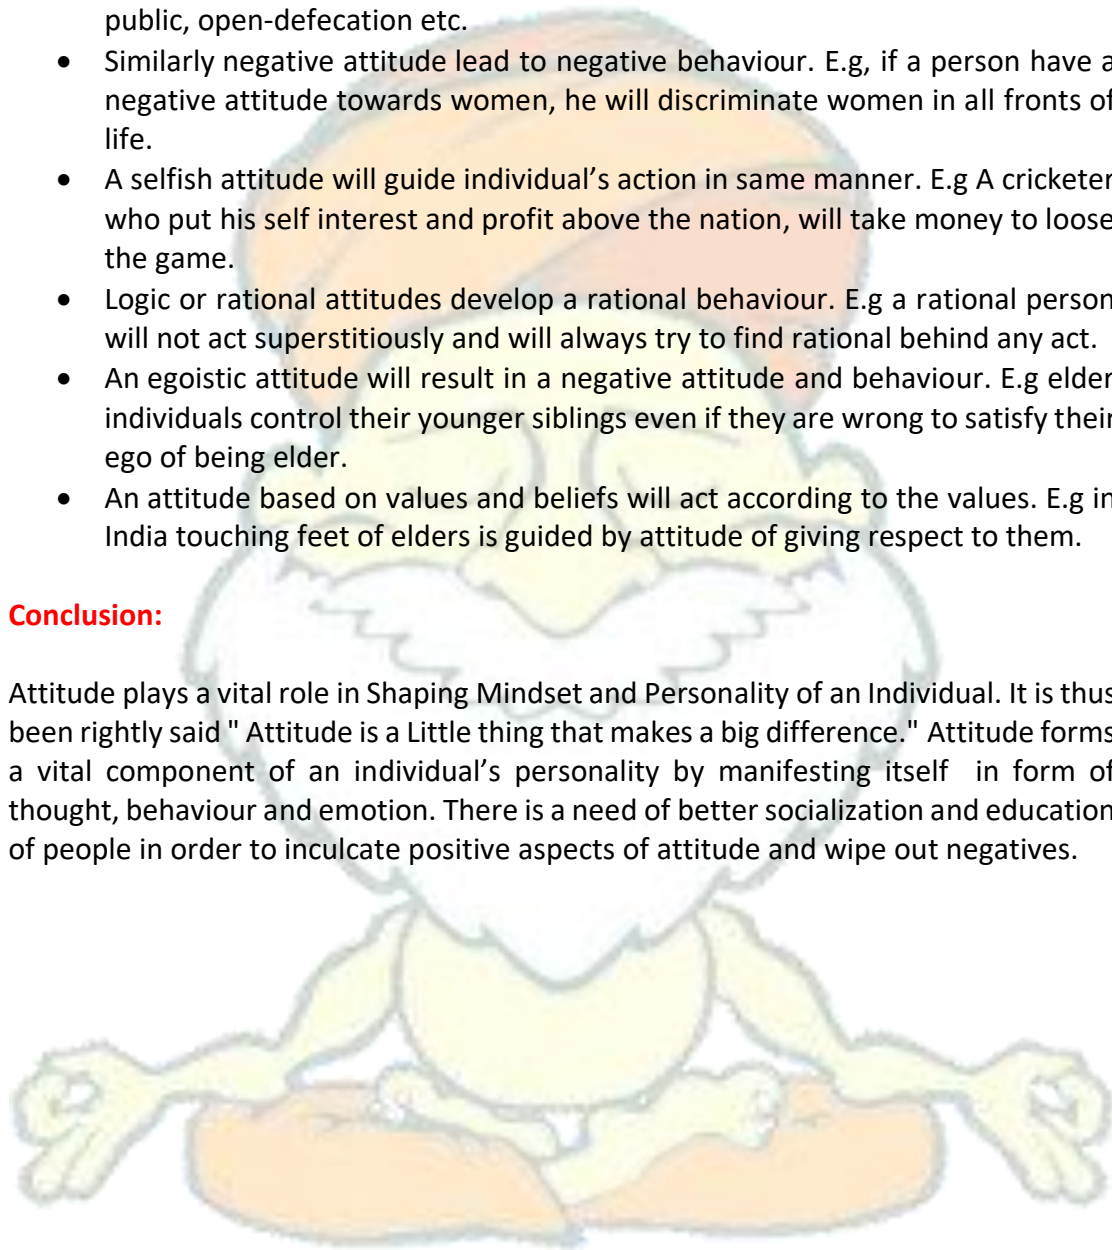 public, open-defecation etc.
• Similarly negative attitude lead to negative behaviour. E.g, if a person have a
negative attitude towards women, he will discriminate women in all fronts of
life.
• A selfish attitude will guide individual’s action in same manner. E.g A cricketer
who put his self interest and profit above the nation, will take money to loose
the game.
• Logic or rational attitudes develop a rational behaviour. E.g a rational person
will not act superstitiously and will always try to find rational behind any act.
• An egoistic attitude will result in a negative attitude and behaviour. E.g elder
individuals control their younger siblings even if they are wrong to satisfy their
ego of being elder.
• An attitude based on values and beliefs will act according to the values. E.g in
India touching feet of elders is guided by attitude of giving respect to them.
Conclusion:
Attitude plays a vital role in Shaping Mindset and Personality of an Individual. It is thus
been rightly said " Attitude is a Little thing that makes a big difference." Attitude forms
a vital component of an individual’s personality by manifesting itself in form of
thought, behaviour and emotion. There is a need of better socialization and education
of people in order to inculcate positive aspects of attitude and wipe out negatives.